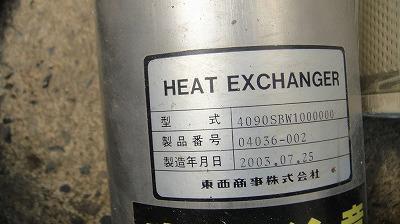 HEAT EXCHANGER
型式 4090SBW1000000
製品番号 04036-002
製造年月日 2003.07.25
東西商事株式会社